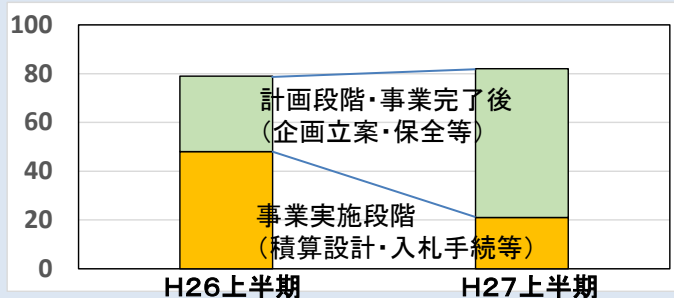 100
80
60
40
20
0
計画段階・事業完了後
(企画立案・保全等)
事業実施段階
(積算設計・入札手続等)
H26上半期
H27上半期